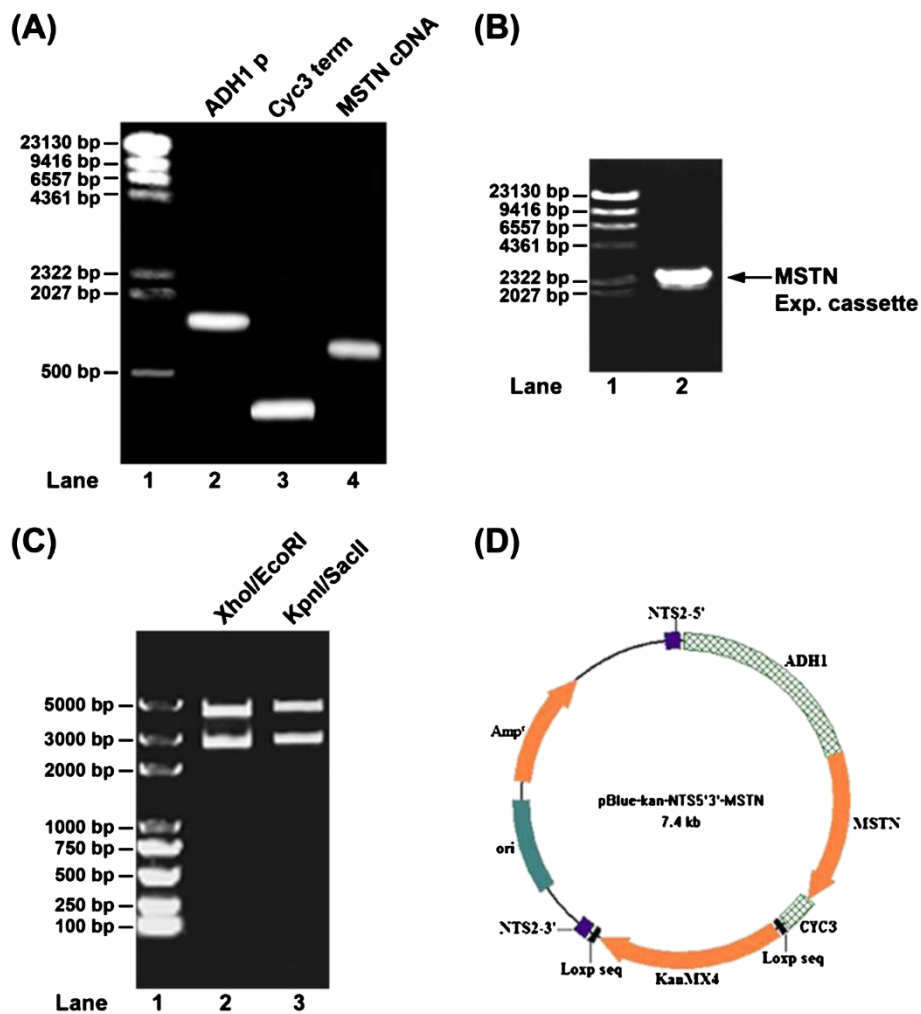 (A)
ADH1 p
Cyc3 term
MSTN cDNA
23130 bp
9416 bp
6557 bp
4361 bp
2322 bp
2027 bp
500 bp
Lane 1 2 3 4
(B)
23130 bp
9416 bp
6557 bp
4361 bp
2322 bp
2027 bp
MSTN
Exp. cassette
Lane 1 2
(C)
XhoI/EcoRI
KpnI/SacII
5000 bp
3000 bp
2000 bp
1000 bp
750 bp
500 bp
250 bp
100 bp
Lane 1 2 3
(D)
NTS2-5'
ADH1
Ampʳ
pBlue-kan-NTS5'3'-MSTN
7.4 kb
MSTN
ori
NTS2-3'
CYC3
Loxp seq
Loxp seq
KanMX4